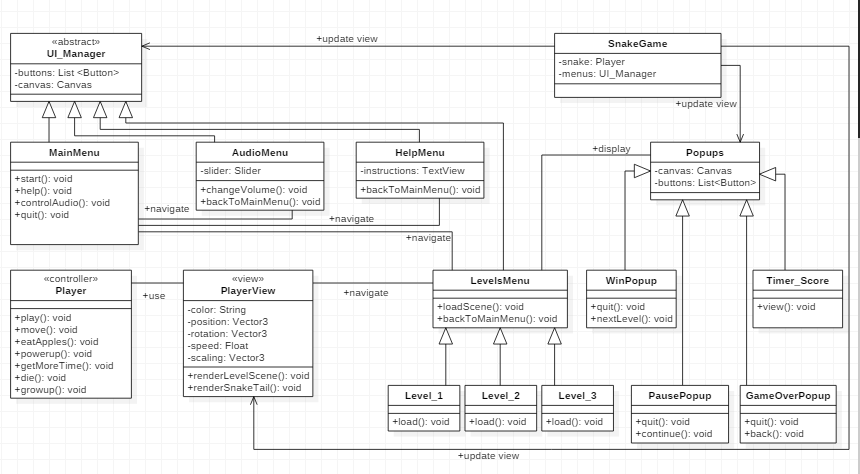 «abstract»
UI_Manager
-buttons: List <Button>
-canvas: Canvas
+update view
SnakeGame
-snake: Player
-menus: UI_Manager
+update view
MainMenu
+start(): void
+help(): void
+controlAudio(): void
+quit(): void
AudioMenu
-slider: Slider
+changeVolume(): void
+backToMainMenu(): void
HelpMenu
-instructions: TextView
+backToMainMenu(): void
+display
Popups
-canvas: Canvas
-buttons: List<Button>
+navigate
+navigate
+navigate
«controller»
Player
+play(): void
+move(): void
+eatApples(): void
+powerup(): void
+getMoreTime(): void
+die(): void
+growup(): void
+use
«view»
PlayerView
-color: String
-position: Vector3
-rotation: Vector3
-speed: Float
-scaling: Vector3
+renderLevelScene(): void
+renderSnakeTail(): void
+navigate
LevelsMenu
+loadScene(): void
+backToMainMenu(): void
WinPopup
+quit(): void
+nextLevel(): void
Timer_Score
+view(): void
Level_1
+load(): void
Level_2
+load(): void
Level_3
+load(): void
PausePopup
+quit(): void
+continue(): void
GameOverPopup
+quit(): void
+back(): void
+update view